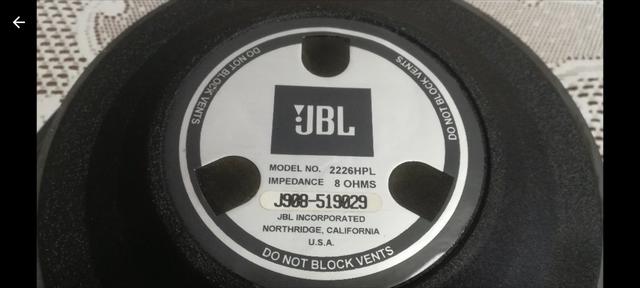 DO NOT BLOCK VENTS
DO NOT BLOCK VENTS
JBL
MODEL NO. 2226HPL
IMPEDANCE 8 OHMS
J908-519029
JBL INCORPORATED
NORTHRIDGE, CALIFORNIA
U.S.A.
DO NOT BLOCK VENTS